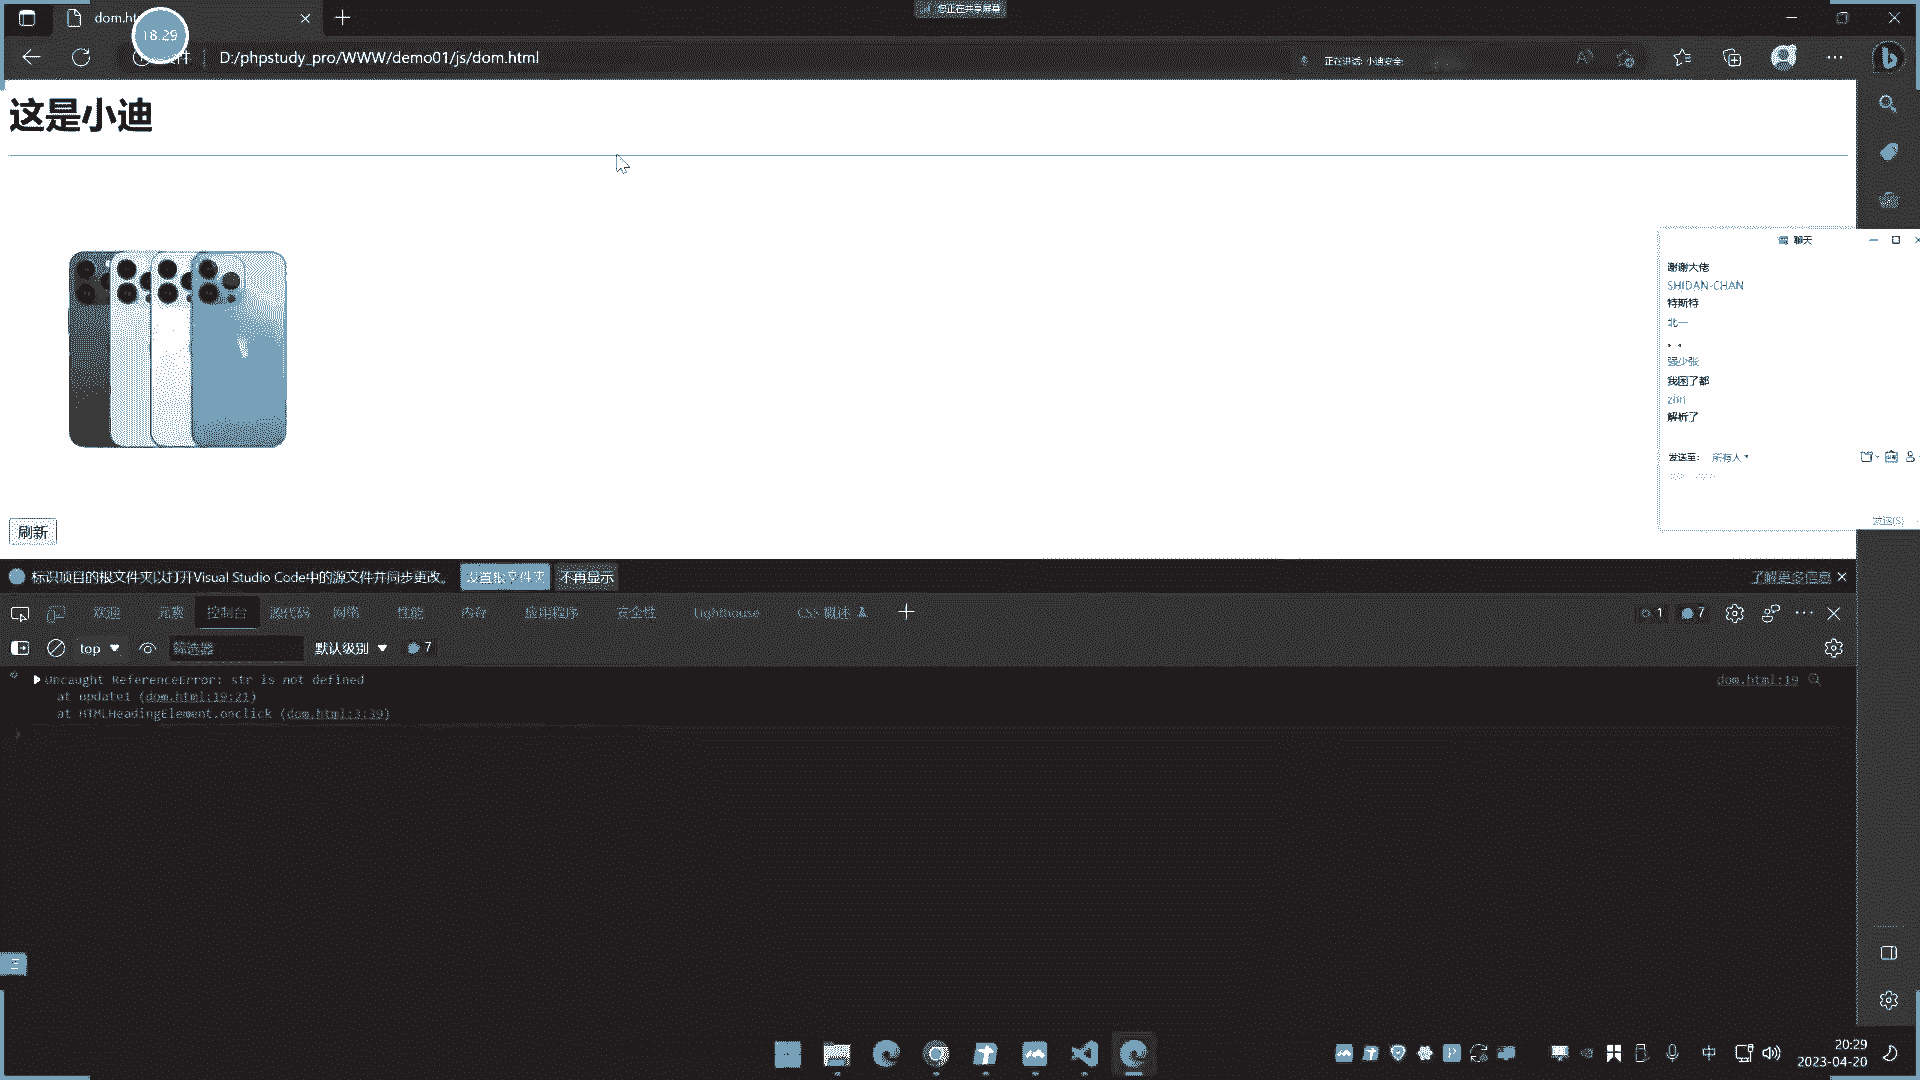 dom.ht
您正在共享屏幕
18.29
D:/phpstudy_pro/WWW/demo01/js/dom.html
正在讲话: 小迪安全
这是小迪
聊天
谢谢大佬
SHIDAN-CHAN
特斯特
北一
。。
强少张
我困了都
解析了
发送至: 所有人
发送(S)
刷新
标识项目的根文件夹以打开Visual Studio Code中的源文件并同步更改。 设置根文件夹 不再显示 了解更多信息
欢迎 元素 控制台 源代码 网络 性能 内存 应用程序 安全性 Lighthouse CSS 概述 1 7
top 筛选器 默认级别 7
Uncaught ReferenceError: str is not defined dom.html:19
at update1 (dom.html:19:21)
at HTMLHeadingElement.onclick (dom.html:3:39)
中
20:29
2023-04-20